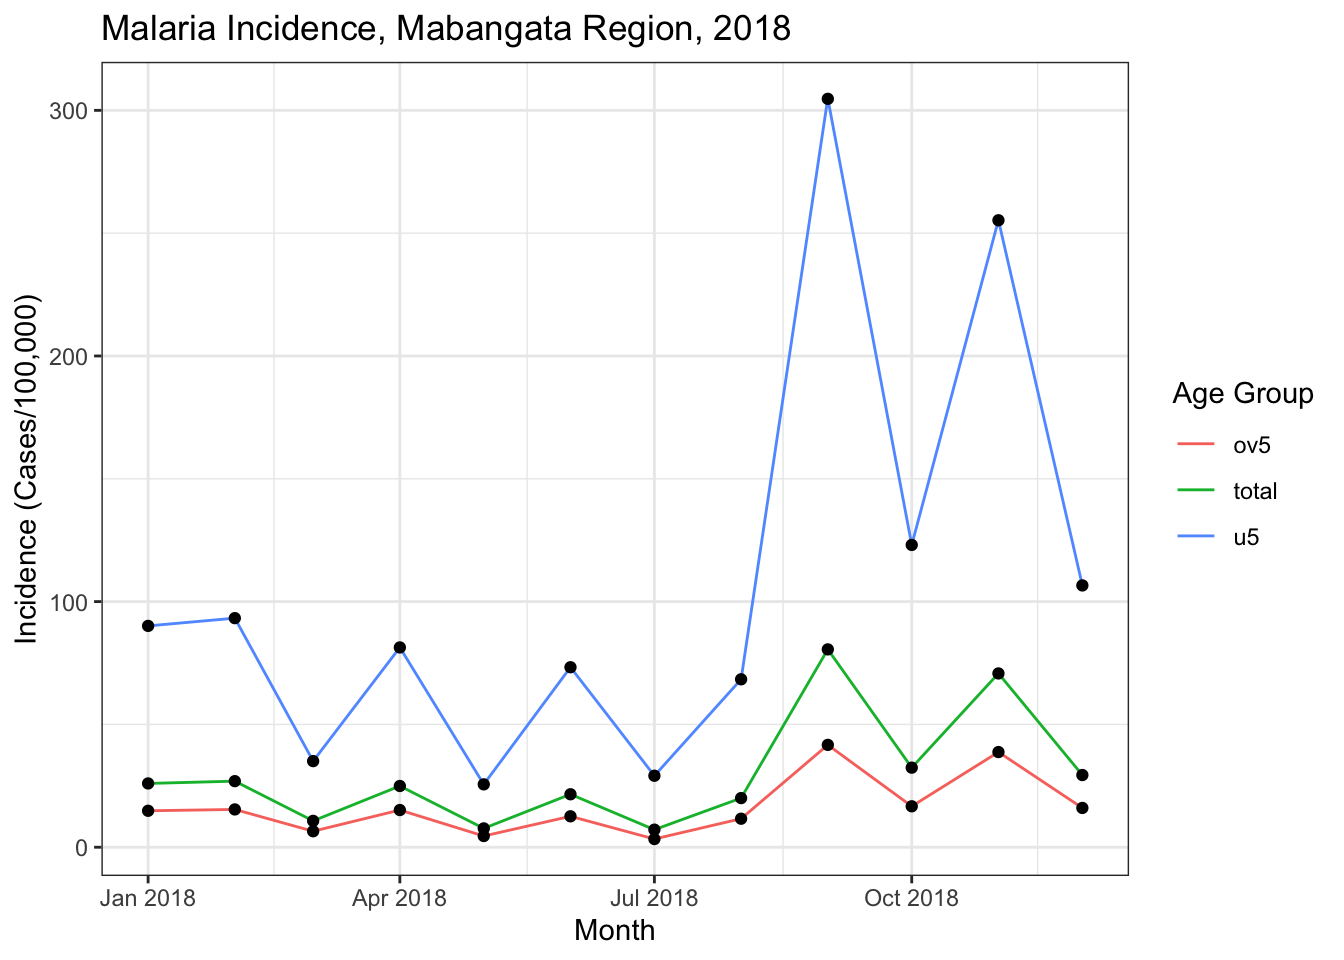 Malaria Incidence, Mabangata Region, 2018
Incidence (Cases/100,000)
300
200
100
0
Jan 2018 Apr 2018 Jul 2018 Oct 2018
Month
Age Group
ov5
total
u5